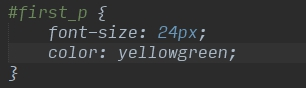 #first_p {
    font-size: 24px;
    color: yellowgreen;
}